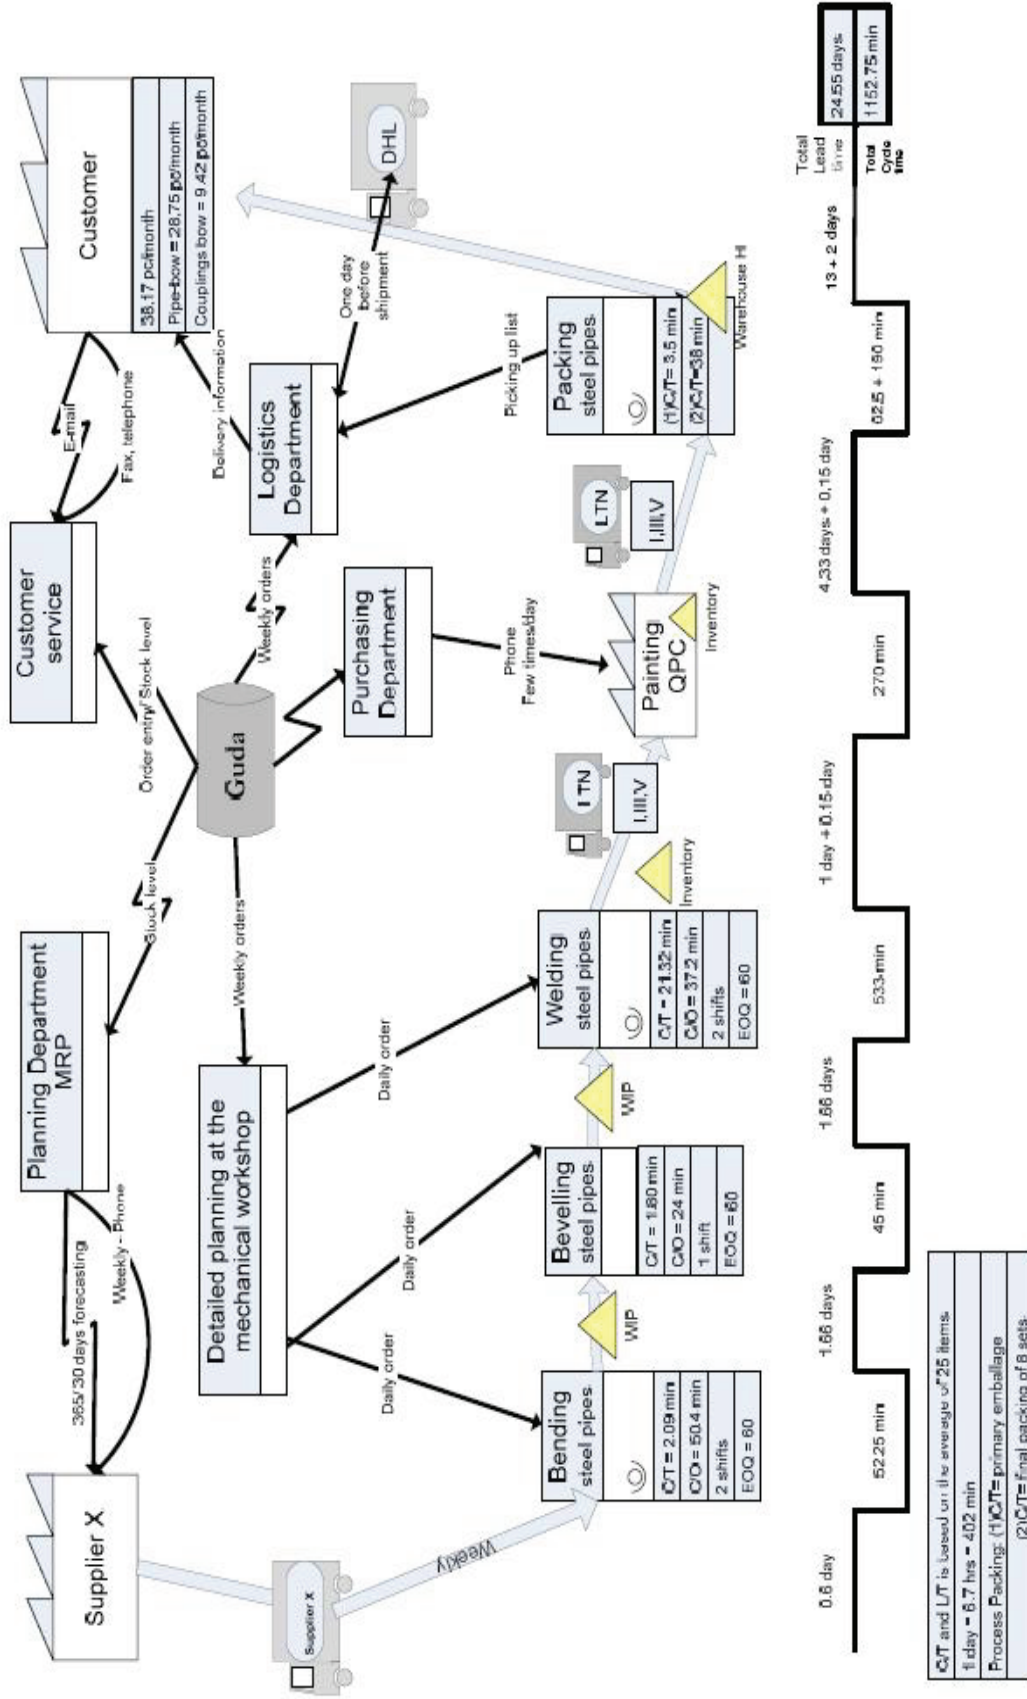 Supplier X
365/30 days forecasting
Weekly - Phone
Planning Department
MRP
Stock level
Order entry/ Stock level
Customer
service
E-mail
Fax, telephone
Customer
38.17 pc/month
Pipe-bow = 28.75 pc/month
Couplings bow = 9.42 pc/month
Guda
Weekly orders
Weekly orders
Delivery information
Logistics
Department
One day
before
shipment
DHL
Purchasing
Department
Phone
Few times/day
Picking up list
Detailed planning at the
mechanical workshop
Daily order
Daily order
Daily order
Supplier X
Weekly
Bending
steel pipes
C/T = 2.09 min
C/O = 50.4 min
2 shifts
EOQ = 60
WIP
Bevelling
steel pipes
C/T = 1.80 min
C/O = 24 min
1 shift
EOQ = 60
WIP
Welding
steel pipes
C/T = 21.32 min
C/O = 37.2 min
2 shifts
EOQ = 60
Inventory
LTN
I,III,V
Painting
QPC
Inventory
LTN
I,III,V
Packing
steel pipes
(1)C/T= 3.5 min
(2)C/T=38 min
Warehouse HI
0.6 day
52.25 min
1.66 days
45 min
1.66 days
533 min
1 day + 0.15 day
270 min
4.33 days + 0.15 day
62.5 + 190 min
13 + 2 days
Total
Lead
time
24.55 days
Total
Cycle
time
1152.75 min
C/T and L/T is based on the average of 25 items.
1 day = 6.7 hrs = 402 min
Process Packing: (1)C/T= primary emballage
(2)C/T= final packing of 8 sets